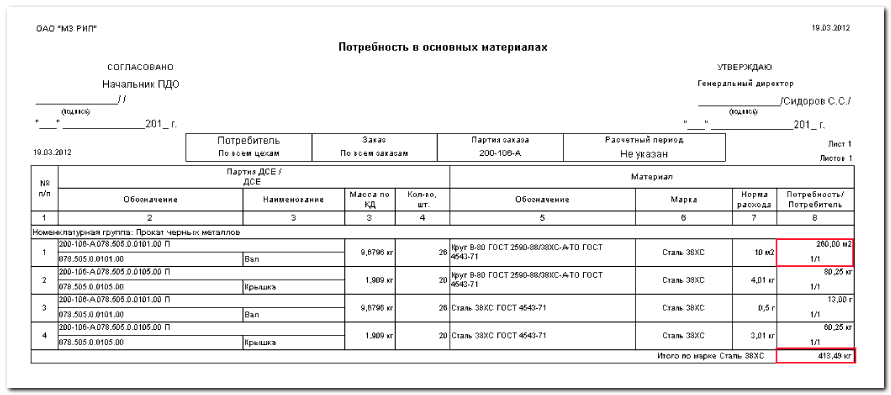 ОАО "МЗ РИП" 19.03.2012
Потребность в основных материалах
СОГЛАСОВАНО УТВЕРЖДАЮ
Начальник ПДО Генеральный директор
____________/ / ____________/Сидоров С.С./
(подпись) (подпись)
"___" ____________201_ г. "___" ____________201_ г.
Потребитель Заказ Партия заказа Расчетный период Лист 1
19.03.2012 По всем цехам По всем заказам 200-106-А Не указан Листов 1
№ п/п Партия ДСЕ / ДСЕ Материал
Обозначение Наименование Масса по КД Кол-во, шт. Обозначение Марка Норма расхода Потребность/ Потребитель
1 2 3 3 4 5 6 7 8
Номенклатурная группа: Прокат черных металлов
1 200-106-А.078.505.0.0101.00 П 9,6796 кг 26 Круг В-80 ГОСТ 2590-88/38ХС-А-ТО ГОСТ 4543-71 Сталь 38ХС 10 м2 260,00 м2
078.505.0.0101.00 Вал 1/1
2 200-106-А.078.505.0.0105.00 П 1,909 кг 20 Круг В-80 ГОСТ 2590-88/38ХС-А-ТО ГОСТ 4543-71 Сталь 38ХС 4,01 кг 80,25 кг
078.505.0.0105.00 Крышка 1/1
3 200-106-А.078.505.0.0101.00 П 9,6796 кг 26 Сталь 38ХС ГОСТ 4543-71 Сталь 38ХС 0,5 г 13,00 г
078.505.0.0101.00 Вал 1/1
4 200-106-А.078.505.0.0105.00 П 1,909 кг 20 Сталь 38ХС ГОСТ 4543-71 Сталь 38ХС 3,01 кг 60,25 кг
078.505.0.0105.00 Крышка 1/1
Итого по марке Сталь 38ХС 413,49 кг